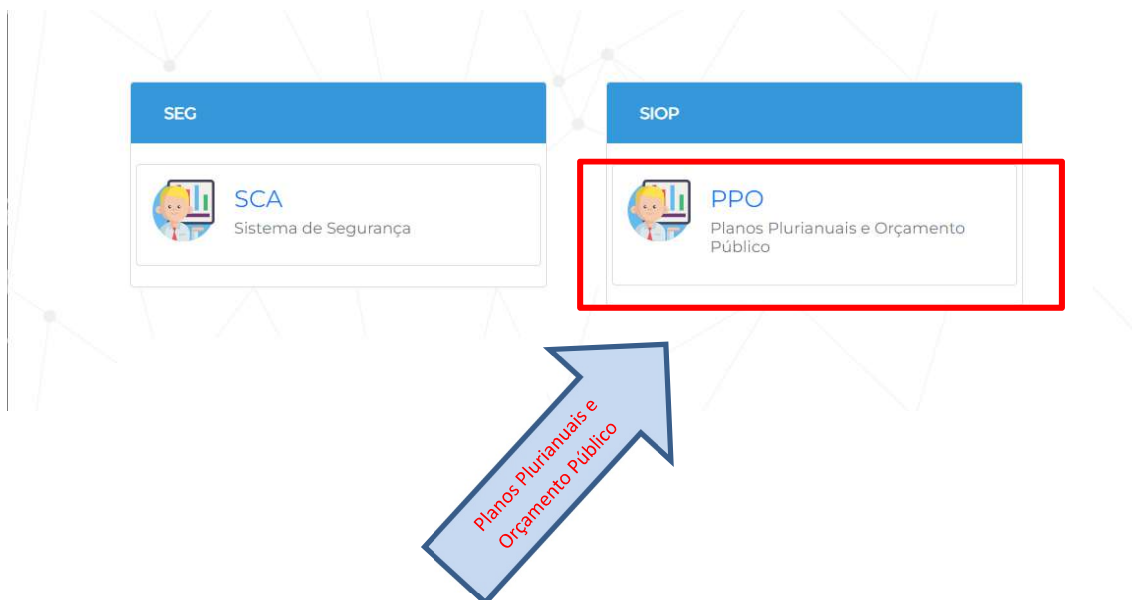 SEG
SCA
Sistema de Segurança
SIOP
PPO
Planos Plurianuais e Orçamento
Público
Planos Plurianuais e
Orçamento Público